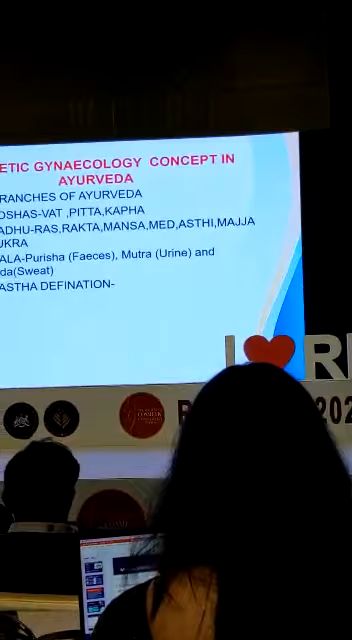 ETIC GYNAECOLOGY CONCEPT IN
AYURVEDA
RANCHES OF AYURVEDA
OSHAS-VAT ,PITTA,KAPHA
ADHU-RAS,RAKTA,MANSA,MED,ASTHI,MAJJA
UKRA
ALA-Purisha (Faeces), Mutra (Urine) and
da(Sweat)
ASTHA DEFINATION-
I
R
202